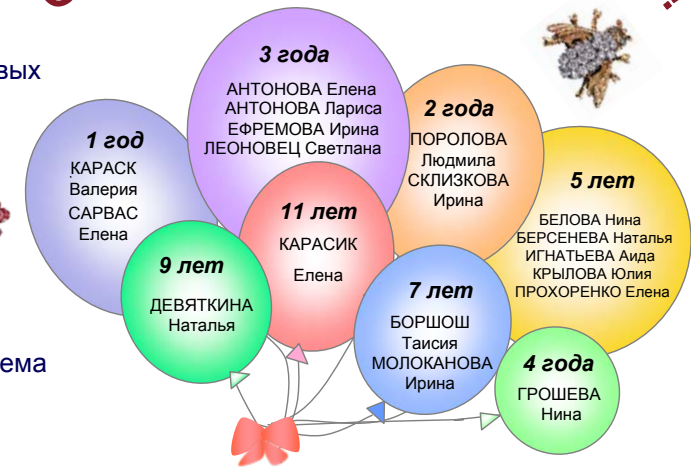 вых
ема
3 года
АНТОНОВА Елена
АНТОНОВА Лариса
ЕФРЕМОВА Ирина
ЛЕОНОВЕЦ Светлана
1 год
КАРАСК
Валерия
САРВАС
Елена
2 года
ПОРОЛОВА
Людмила
СКЛИЗКОВА
Ирина
5 лет
БЕЛОВА Нина
БЕРСЕНЕВА Наталья
ИГНАТЬЕВА Аида
КРЫЛОВА Юлия
ПРОХОРЕНКО Елена
11 лет
КАРАСИК
Елена
9 лет
ДЕВЯТКИНА
Наталья
7 лет
БОРШОШ
Таисия
МОЛОКАНОВА
Ирина
4 года
ГРОШЕВА
Нина